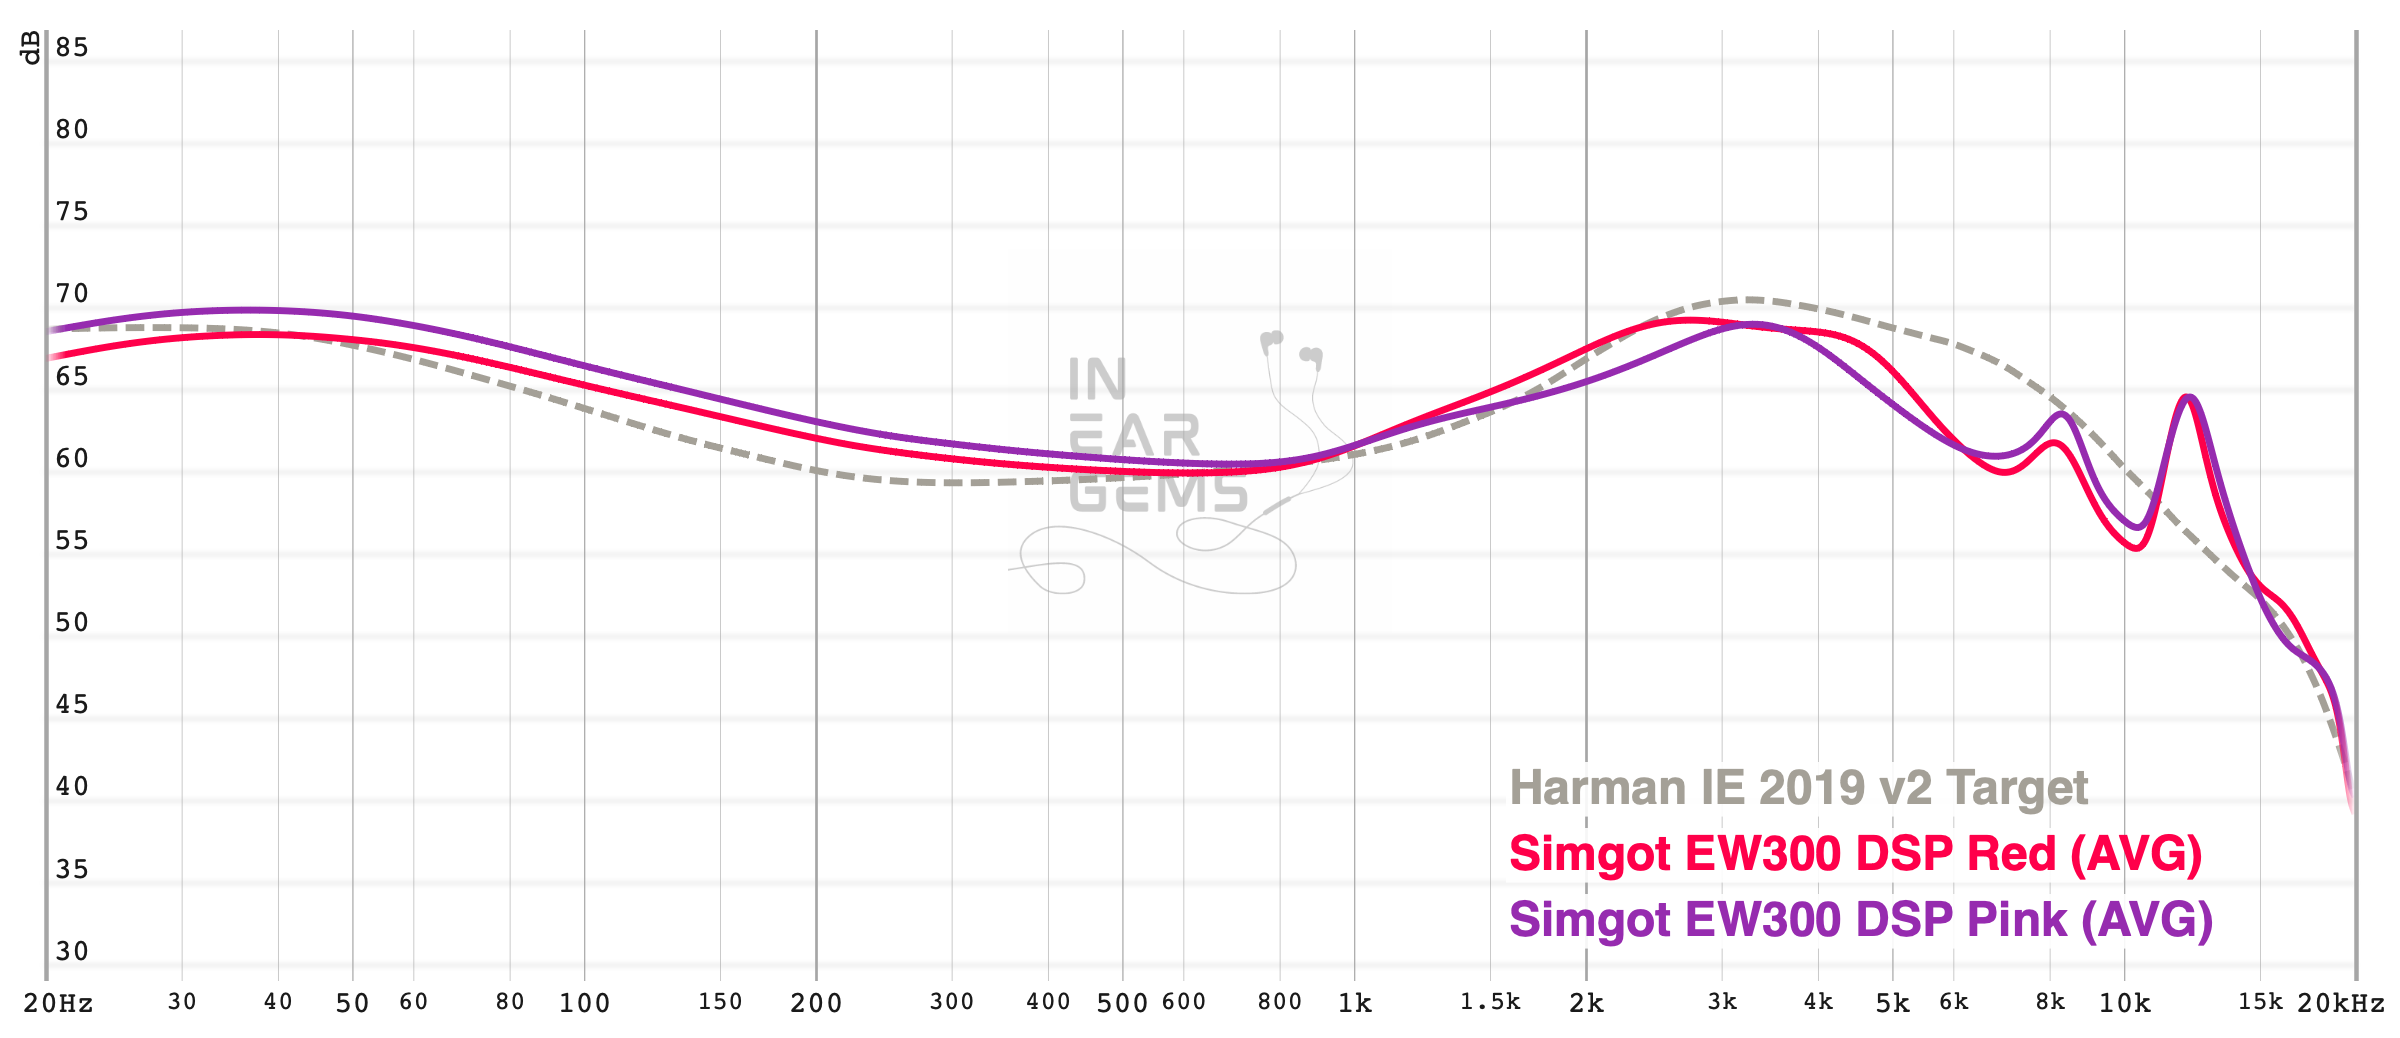 dB
85
80
75
70
65
60
55
50
45
40
35
30
IN
EAR
GEMS
Harman IE 2019 v2 Target
Simgot EW300 DSP Red (AVG)
Simgot EW300 DSP Pink (AVG)
20Hz 30 40 50 60 80 100 150 200 300 400 500 600 800 1k 1.5k 2k 3k 4k 5k 6k 8k 10k 15k 20kHz